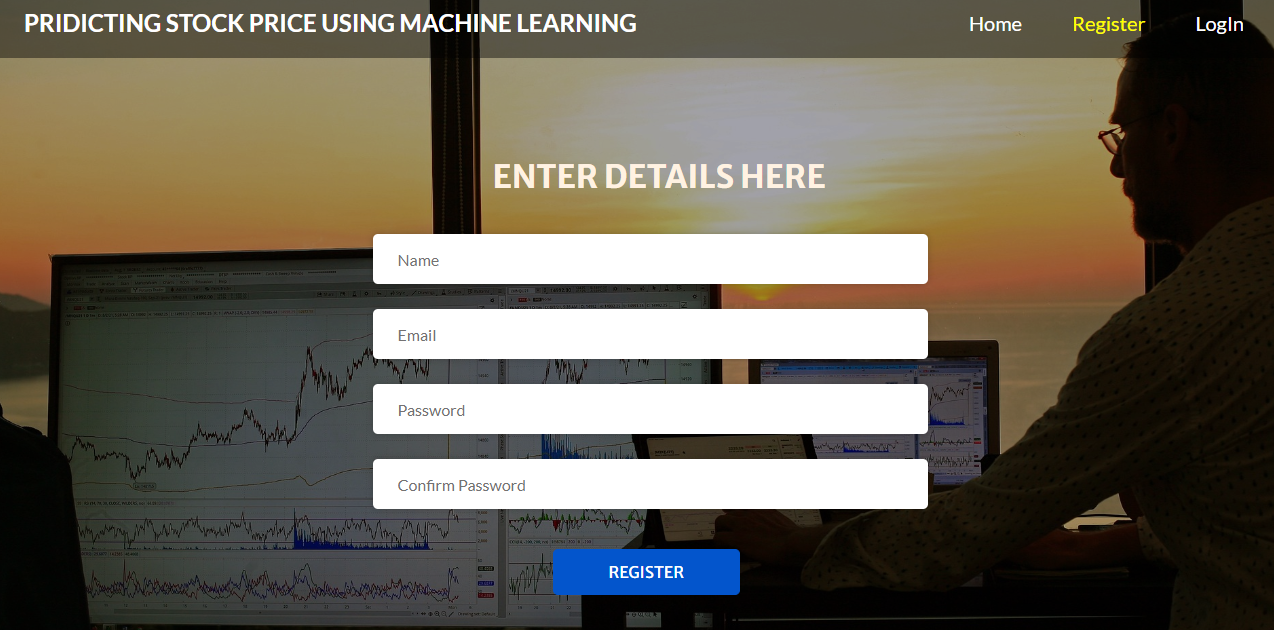 PRIDICTING STOCK PRICE USING MACHINE LEARNING
Home Register LogIn
ENTER DETAILS HERE
Name
Email
Password
Confirm Password
REGISTER